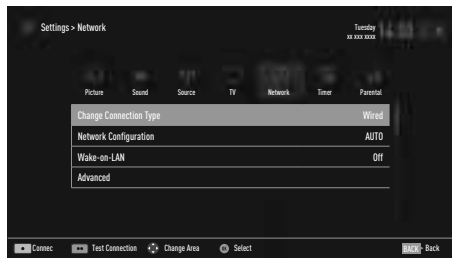 Settings > Network
Tuesday
xx xxx xxxx
Picture Sound Source TV Network Timer Parental
Change Connection Type Wired
Network Configuration AUTO
Wake-on-LAN Off
Advanced
Connec Test Connection Change Area OK Select BACK - Back